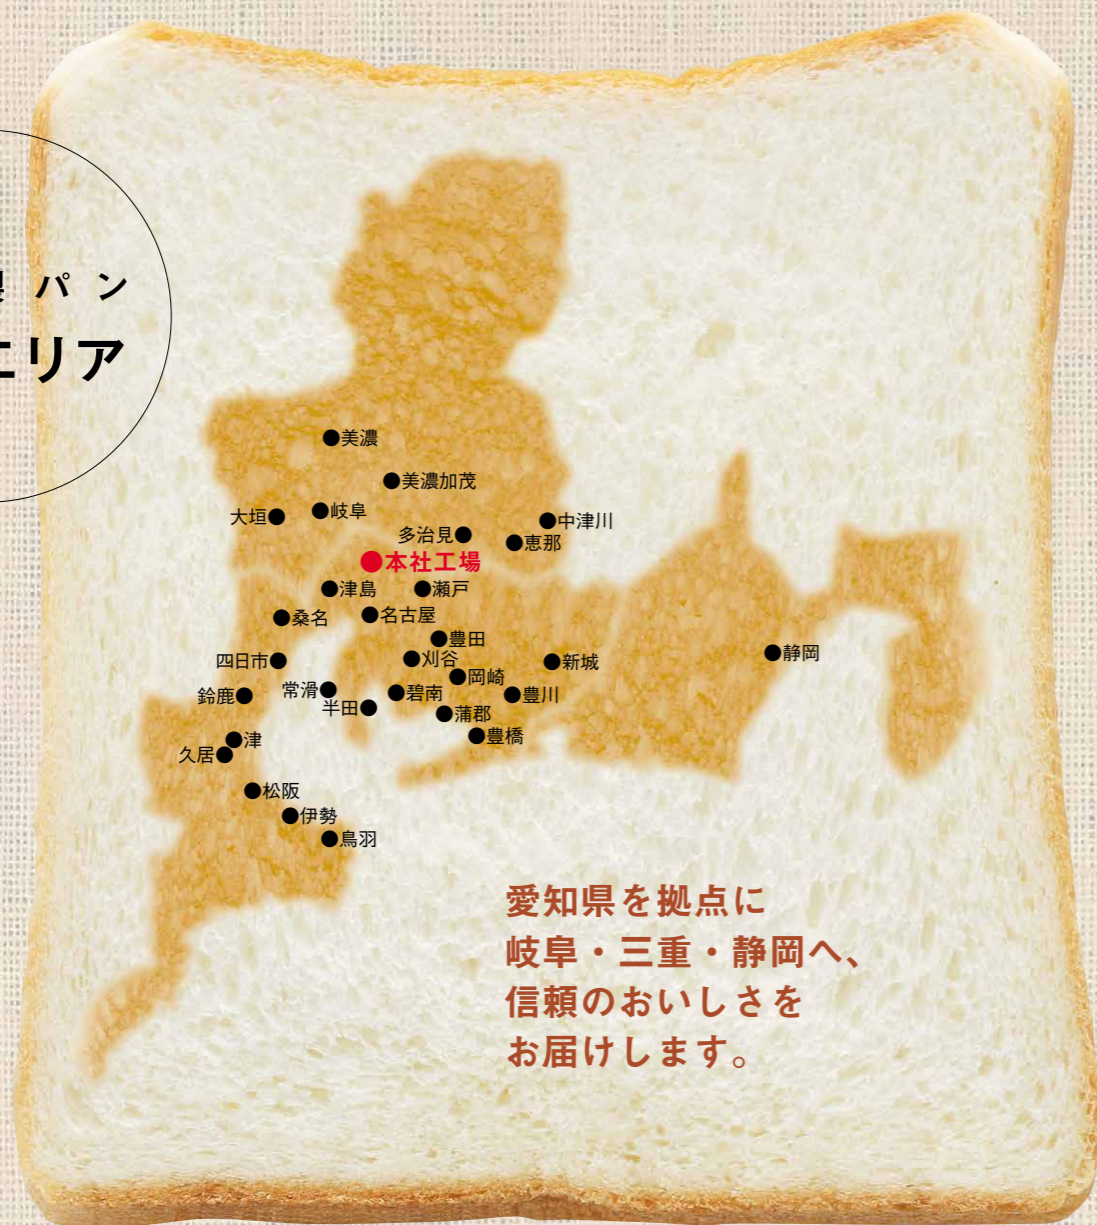 パン
エリア
美濃
美濃加茂
大垣
岐阜
多治見
中津川
恵那
本社工場
津島
瀬戸
桑名
名古屋
豊田
四日市
刈谷
岡崎
新城
静岡
鈴鹿
常滑
碧南
豊川
半田
蒲郡
津
豊橋
久居
松阪
伊勢
鳥羽
愛知県を拠点に
岐阜・三重・静岡へ、
信頼のおいしさを
お届けします。